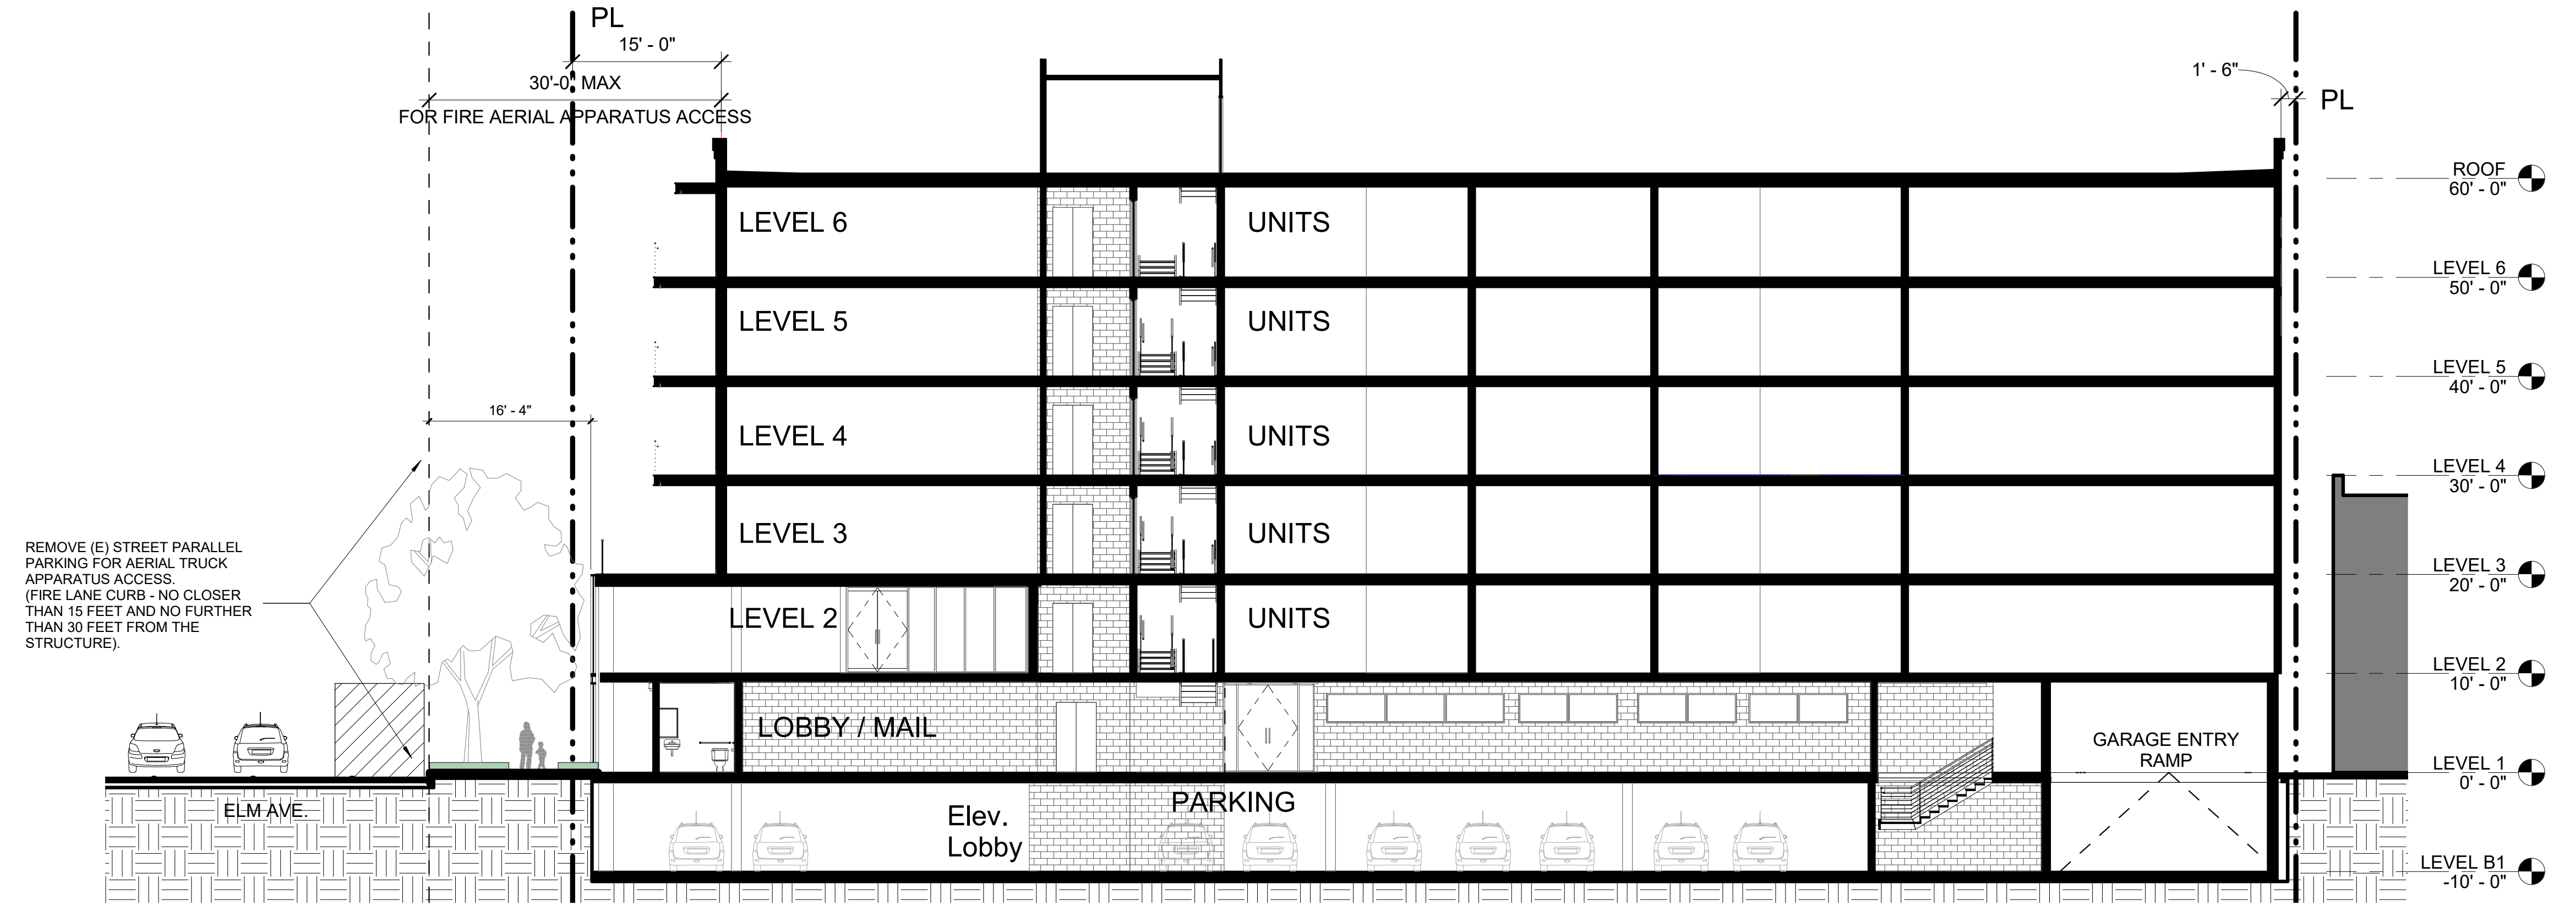 PL
15' - 0"
30'-0" MAX
FOR FIRE AERIAL APPARATUS ACCESS
1' - 6"
PL
ROOF
60' - 0"
LEVEL 6
UNITS
LEVEL 6
50' - 0"
LEVEL 5
UNITS
LEVEL 5
40' - 0"
16' - 4"
LEVEL 4
UNITS
LEVEL 4
30' - 0"
LEVEL 3
UNITS
REMOVE (E) STREET PARALLEL
PARKING FOR AERIAL TRUCK
APPARATUS ACCESS.
(FIRE LANE CURB - NO CLOSER
THAN 15 FEET AND NO FURTHER
THAN 30 FEET FROM THE
STRUCTURE).
LEVEL 3
20' - 0"
LEVEL 2
UNITS
LEVEL 2
10' - 0"
LOBBY / MAIL
GARAGE ENTRY
RAMP
LEVEL 1
0' - 0"
ELM AVE.
PARKING
Elev.
Lobby
LEVEL B1
-10' - 0"